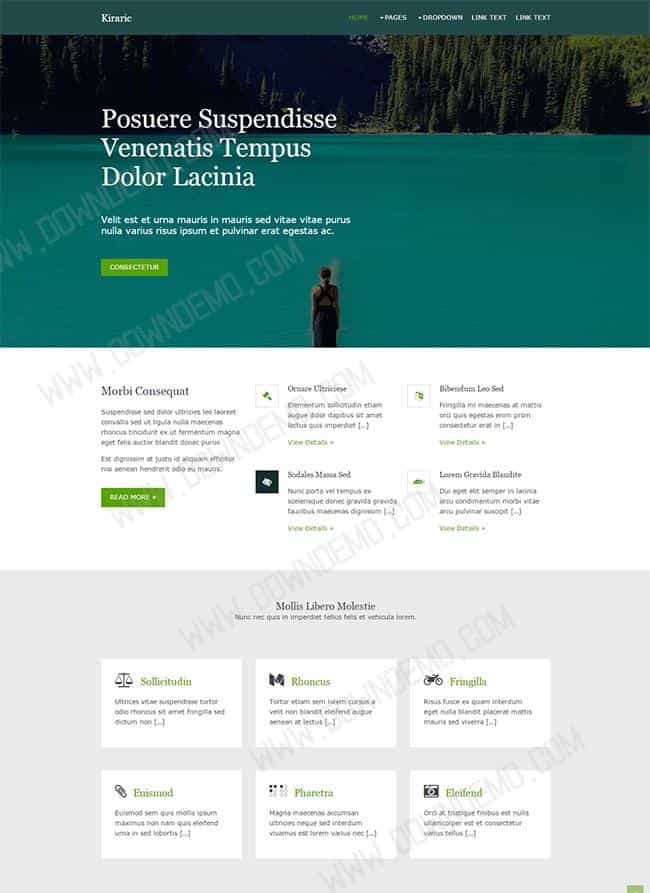 Kiraric
HOME PAGES DROPDOWN LINK TEXT LINK TEXT
Posuere Suspendisse
Venenatis Tempus
Dolor Lacinia
Velit est et urna mauris in mauris sed vitae vitae purus
nulla varius risus ipsum et pulvinar erat egestas ac.
CONSECTETUR
Morbi Consequat
Suspendisse sed dolor ultricies leo laoreet
convallis sed ut ligula nulla maecenas
rhoncus tincidunt ex ut fermentum magna
eget felis auctor blandit donec purus
Est dignissim at justo id aliquam efficitur
nisi aenean hendrerit odio eu mauris.
READ MORE »
Ornare Ultriciese
Elementum sollicitudin etiam
augue dolor dapibus sit amet
lectus quis imperdiet [...]
View Details »
Bibendum Leo Sed
Fringilla mi maecenas at mattis
orci quis egestas enim proin
consectetur erat in [...]
View Details »
Sodales Massa Sed
Nunc porta vel tempus ex
scelerisque donec gravida gravida
faucibus maecenas dignissim [...]
View Details »
Lorem Gravida Blandite
Dui eget elit semper in lacinia
arcu condimentum morbi vitae
arcu pulvinar suscipit [...]
View Details »
Mollis Libero Molestie
Nunc nec quis in imperdiet tellus felis et vehicula lorem.
Sollicitudin
Ultrices vitae suspendisse tortor
odio rhoncus sit amet fringilla sed
dictum non [...]
Rhoncus
Tortor etiam sem lorem cursus a
velit non blandit eleifend augue
aenean at lectus [...]
Fringilla
Risus fusce ex quam interdum
eget nulla blandit placerat mattis
mauris sed viverra [...]
Euismod
Euismod sem quis mollis ipsum
maximus non nam quis eleifend
urna in sed lobortis [...]
Pharetra
Magna maecenas accumsan
ultricies neque sed interdum
vivamus est lorem varius nec [...]
Eleifend
Orci at tristique finibus est nulla
ullamcorper est et consectetur
varius tellus [...]
WWW.DOWNDEMO.COM
WWW.DOWNDEMO.COM
WWW.DOWNDEMO.COM
WWW.DOWNDEMO.COM
WWW.DOWNDEMO.COM
WWW.DOWNDEMO.COM